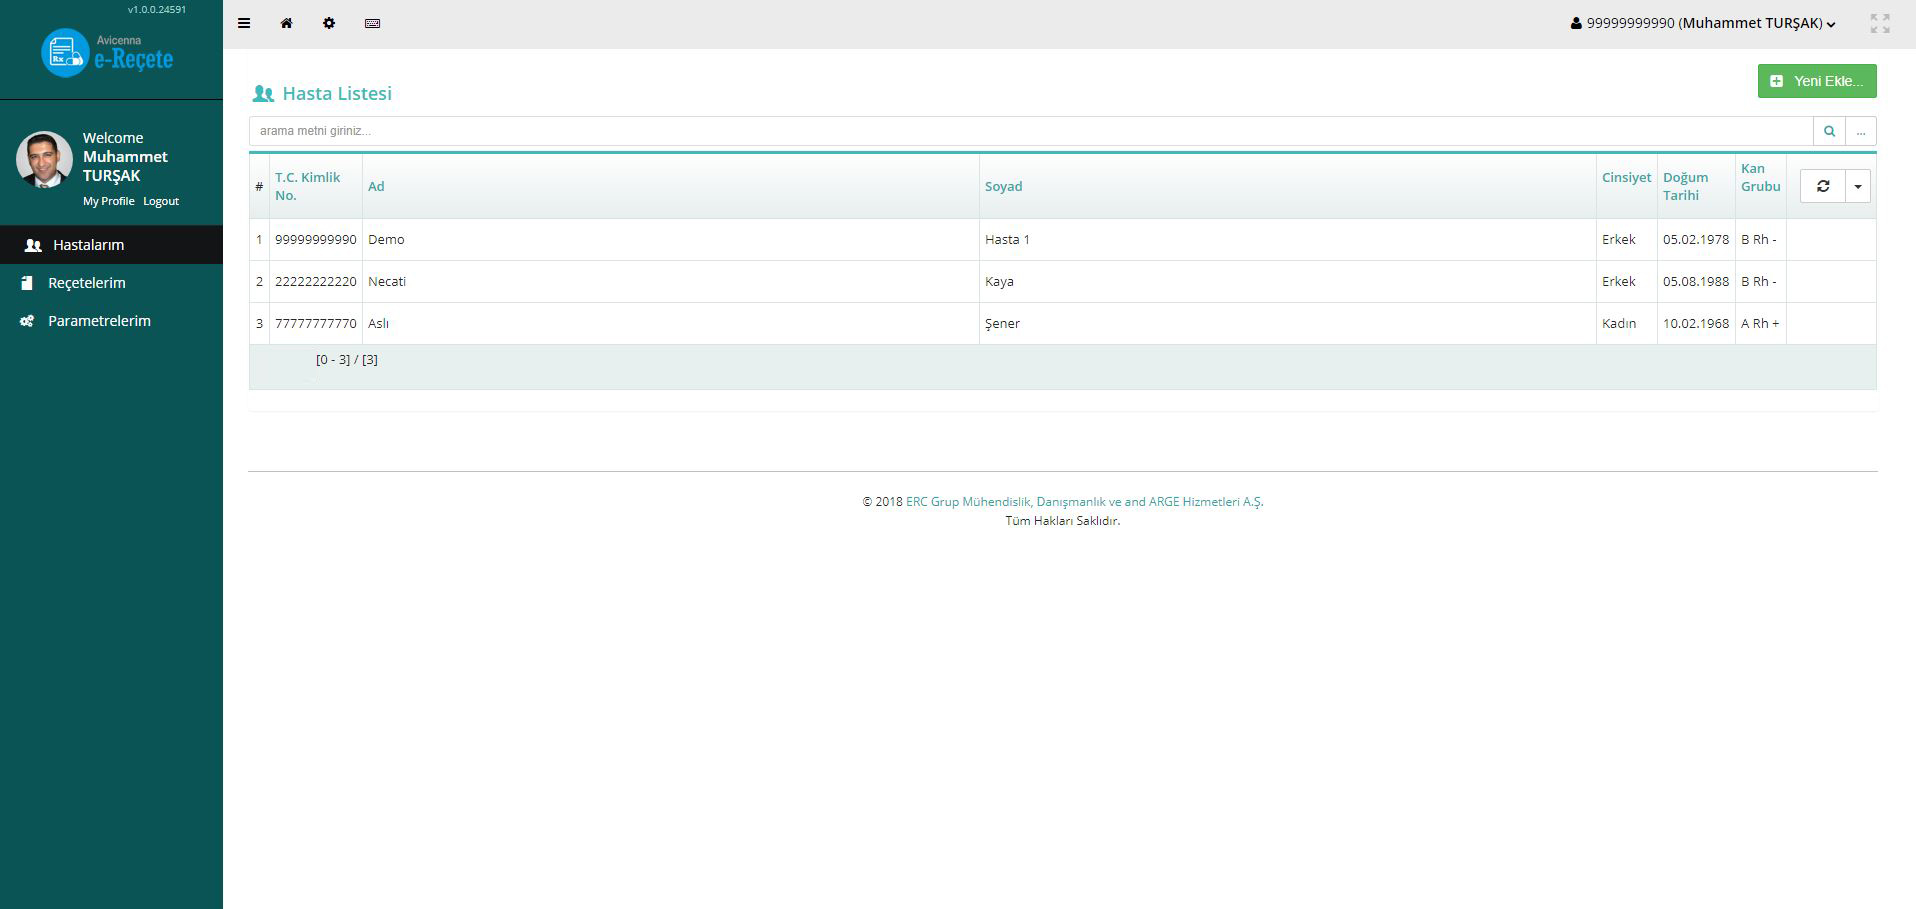 v1.0.0.24591
Avicenna
e-Reçete
Rx
Welcome
Muhammet
TURŞAK
My Profile Logout
Hastalarım
Reçetelerim
Parametrelerim
99999999990 (Muhammet TURŞAK)
Hasta Listesi
Yeni Ekle...
arama metni giriniz...
...
# T.C. Kimlik No. Ad Soyad Cinsiyet Doğum Tarihi Kan Grubu
1 99999999990 Demo Hasta 1 Erkek 05.02.1978 B Rh -
2 22222222220 Necati Kaya Erkek 05.08.1988 B Rh -
3 77777777770 Aslı Şener Kadın 10.02.1968 A Rh +
[0 - 3] / [3]
© 2018 ERC Grup Mühendislik, Danışmanlık ve and ARGE Hizmetleri A.Ş.
Tüm Hakları Saklıdır.